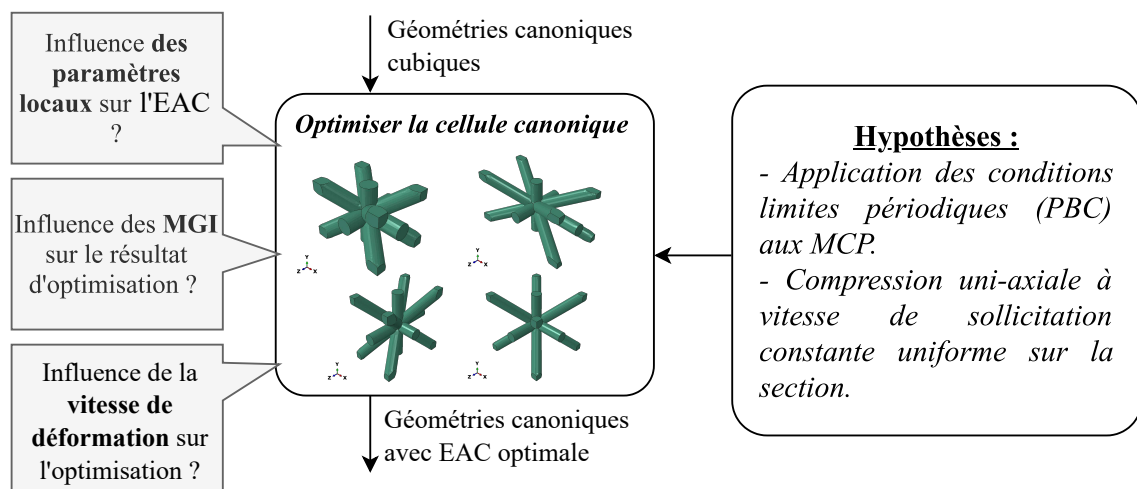 Influence des
paramètres
locaux sur l'EAC
?
Influence des MGI
sur le résultat
d'optimisation ?
Influence de la
vitesse de
déformation sur
l'optimisation ?
Géométries canoniques
cubiques
Optimiser la cellule canonique
Y
Z X
Y
Z X
Y
Z X
Y
Z X
Géométries canoniques
avec EAC optimale
Hypothèses :
- Application des conditions
limites périodiques (PBC)
aux MCP.
- Compression uni-axiale à
vitesse de sollicitation
constante uniforme sur la
section.